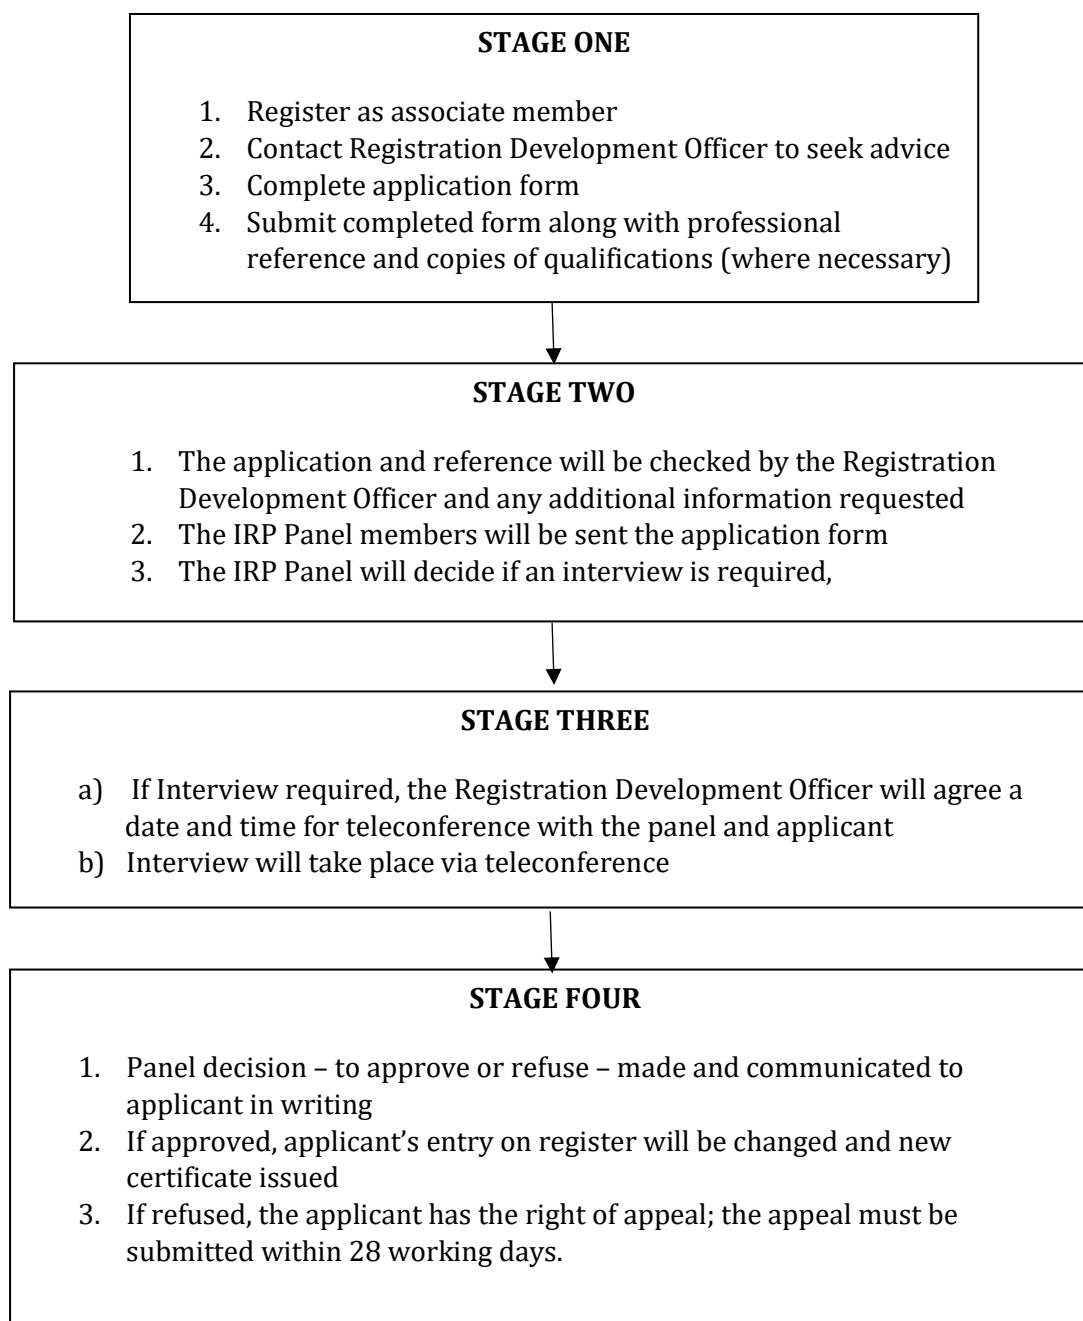 STAGE ONE
1. Register as associate member
2. Contact Registration Development Officer to seek advice
3. Complete application form
4. Submit completed form along with professional
reference and copies of qualifications (where necessary)
STAGE TWO
1. The application and reference will be checked by the Registration
Development Officer and any additional information requested
2. The IRP Panel members will be sent the application form
3. The IRP Panel will decide if an interview is required,
STAGE THREE
a) If Interview required, the Registration Development Officer will agree a
date and time for teleconference with the panel and applicant
b) Interview will take place via teleconference
STAGE FOUR
1. Panel decision – to approve or refuse – made and communicated to
applicant in writing
2. If approved, applicant’s entry on register will be changed and new
certificate issued
3. If refused, the applicant has the right of appeal; the appeal must be
submitted within 28 working days.